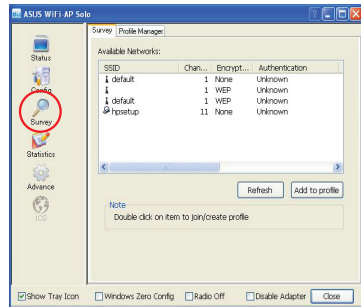 ASUS WiFi-AP Solo
Status
Config
Survey
Statistics
Advance
ICS
Survey Profile Manager
Available Networks:
SSID Chan... Encrypt... Authentication
default 1 None Unknown
1 WEP Unknown
default 1 WEP Unknown
hpsetup 11 None Unknown
Refresh Add to profile
Note
Double click on item to join/create profile
Show Tray Icon Windows Zero Config Radio Off Disable Adapter Close